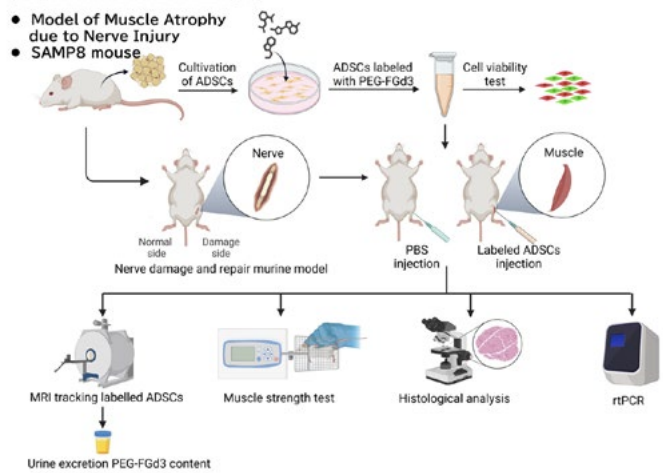 ● Model of Muscle Atrophy
due to Nerve Injury
● SAMP8 mouse
Cultivation
of ADSCs
ADSCs labeled
with PEG-FGd3
Cell viability
test
Nerve
Muscle
Normal
side
Damage
side
Nerve damage and repair murine model
PBS
injection
Labeled ADSCs
injection
MRI tracking labelled ADSCs
Muscle strength test
Histological analysis
rtPCR
Urine excretion PEG-FGd3 content